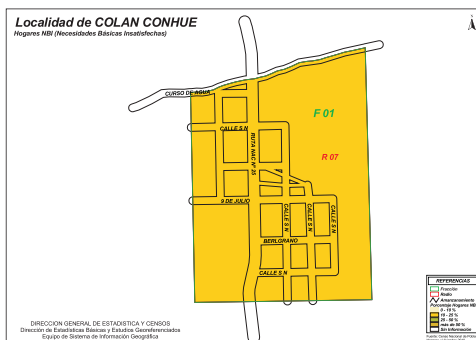 Localidad de COLAN CONHUE
Hogares NBI (Necesidades Básicas Insatisfechas)
CURSO DE AGUA
F 01
CALLE S N
RUTA NAC Nº 25
R 07
9 DE JULIO
CALLE S N
CALLE S N
CALLE S N
BERLGRANO
CALLE S N
REFERENCIAS
Fracción
Radio
Amanzanamiento
Porcentaje Hogares NBI
0 - 10 %
10 - 25 %
25 - 50 %
más de 50 %
Sin Información
DIRECCION GENERAL DE ESTADISTICA Y CENSOS
Dirección de Estadísticas Básicas y Estudios Georeferenciados
Equipo de Sistema de Información Geográfica